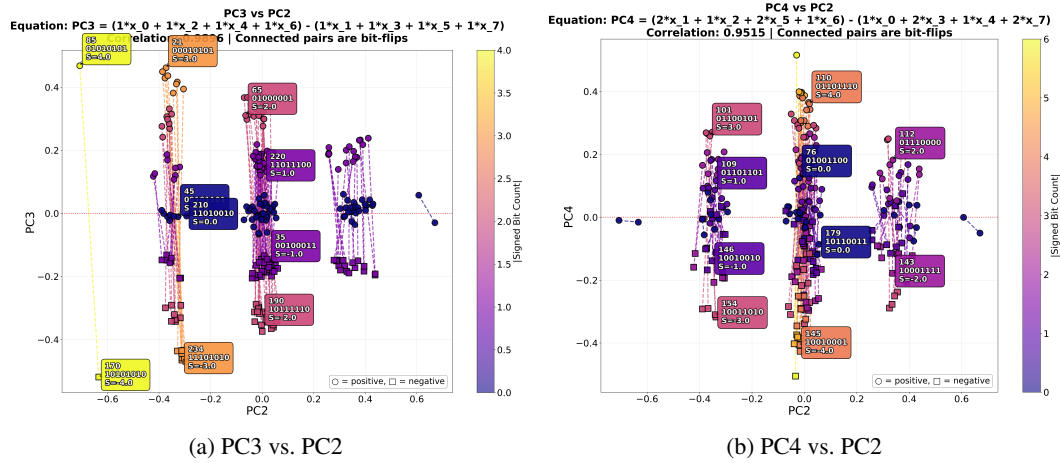 PC3 vs PC2
Equation: PC3 = (1*x_0 + 1*x_2 + 1*x_4 + 1*x_6) - (1*x_1 + 1*x_3 + 1*x_5 + 1*x_7)
| Connected pairs are bit-flips
85
01010101
S=4.0
21
00010101
S=3.0
65
01000001
S=2.0
220
11011100
S=1.0
45
210
11010010
S=0.0
35
00100011
S=-1.0
190
10111110
S=-2.0
11101010
S=-3.0
170
10101010
S=-4.0
0.4
0.2
0.0
−0.2
−0.4
PC3
−0.6
−0.4
−0.2
0.0
0.2
0.4
0.6
PC2
○ = positive, □ = negative
4.0
3.5
3.0
2.5
2.0
1.5
1.0
0.5
0.0
|Signed Bit Count|
(a) PC3 vs. PC2
PC4 vs PC2
Equation: PC4 = (2*x_1 + 1*x_2 + 2*x_5 + 1*x_6) - (1*x_0 + 2*x_3 + 1*x_4 + 2*x_7)
Correlation: 0.9515 | Connected pairs are bit-flips
110
01101110
S=4.0
101
01100101
S=3.0
112
01110000
S=2.0
76
01001100
S=0.0
109
01101101
S=1.0
179
10110011
S=0.0
146
10010010
S=-1.0
143
10001111
S=-2.0
154
10011010
S=-3.0
145
10010001
S=-4.0
0.4
0.2
0.0
−0.2
−0.4
PC4
−0.6
−0.4
−0.2
0.0
0.2
0.4
0.6
PC2
○ = positive, □ = negative
6
5
4
3
2
1
0
|Signed Bit Count|
(b) PC4 vs. PC2